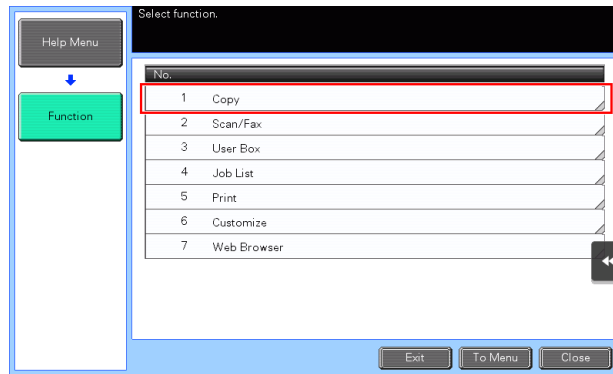 Select function.
Help Menu
Function
No.
1 Copy
2 Scan/Fax
3 User Box
4 Job List
5 Print
6 Customize
7 Web Browser
Exit To Menu Close